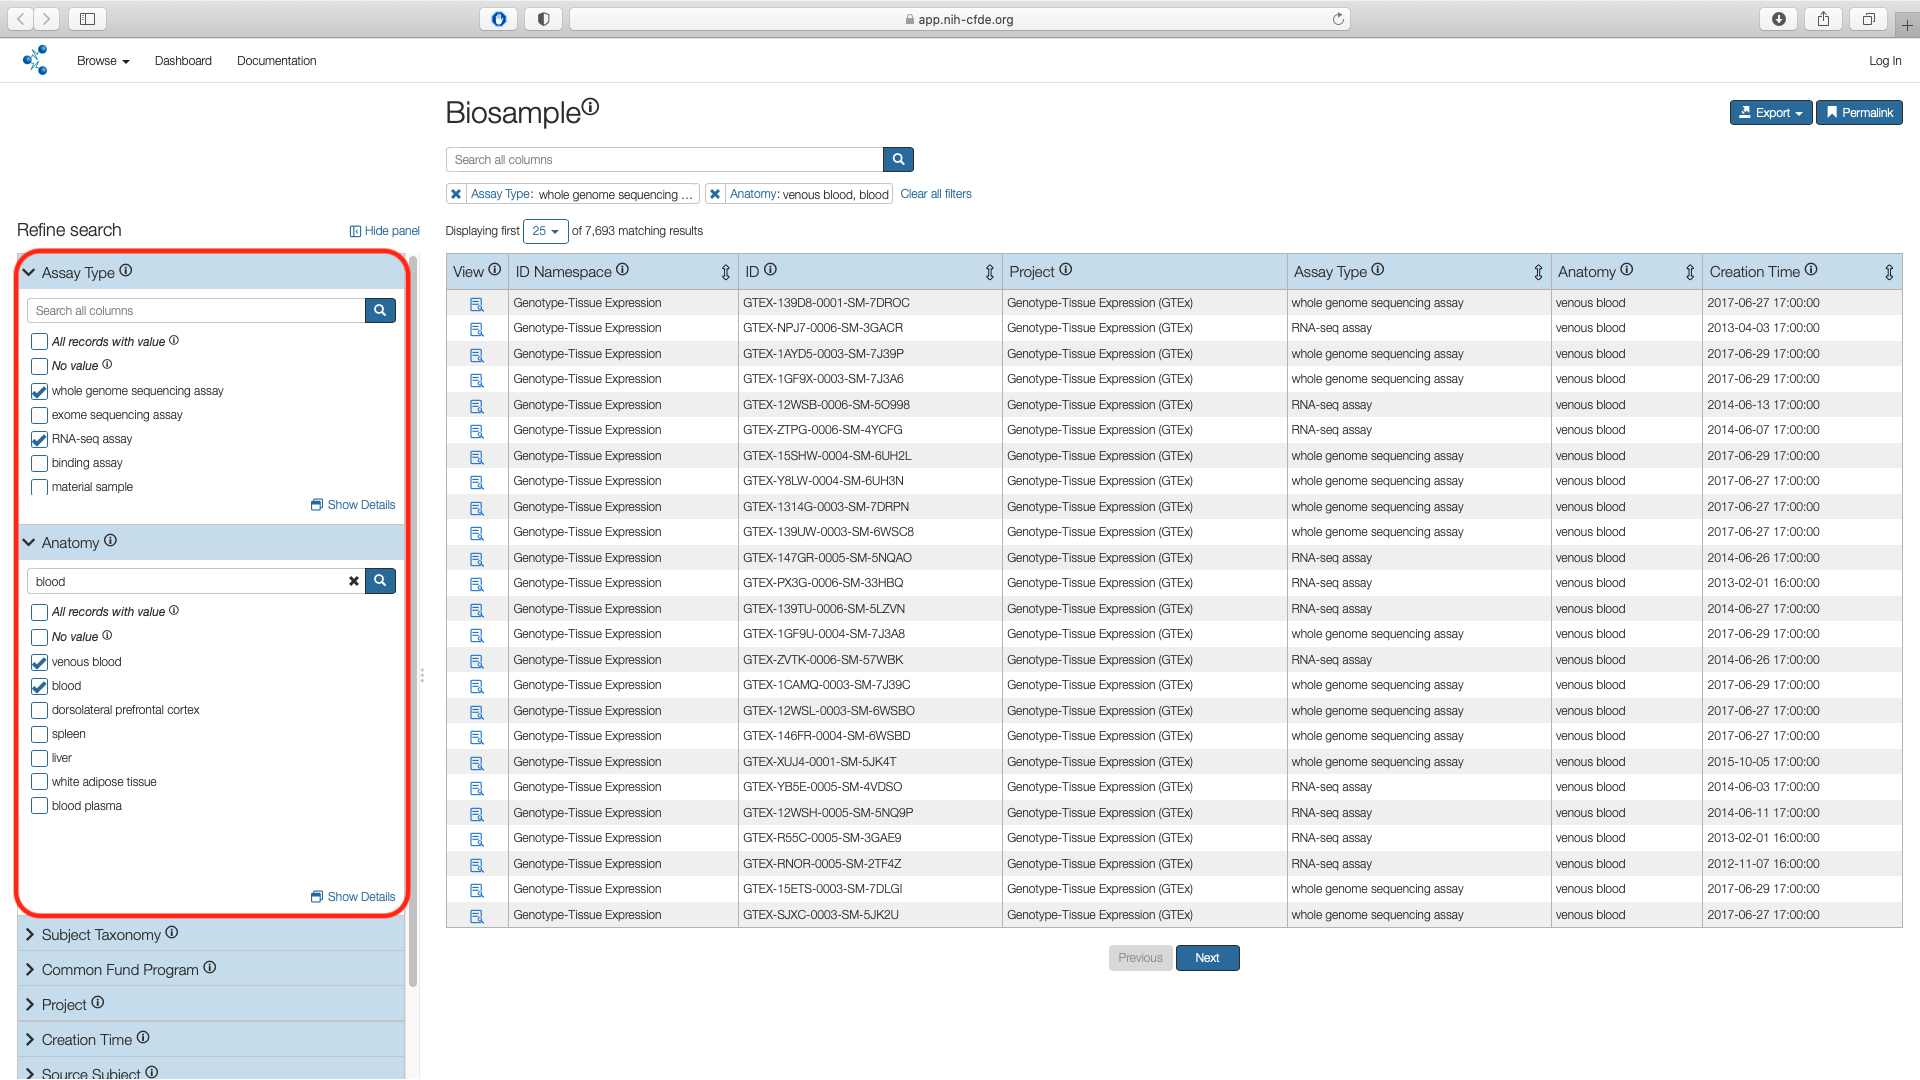 app.nih-cfde.org
Browse Dashboard Documentation Log In
Biosample
Export Permalink
Search all columns
Assay Type: whole genome sequencing ... Anatomy: venous blood, blood Clear all filters
Refine search Hide panel
Displaying first 25 of 7,693 matching results
Assay Type
Search all columns
All records with value
No value
whole genome sequencing assay
exome sequencing assay
RNA-seq assay
binding assay
material sample
Show Details
Anatomy
blood
All records with value
No value
venous blood
blood
dorsolateral prefrontal cortex
spleen
liver
white adipose tissue
blood plasma
Show Details
Subject Taxonomy
Common Fund Program
Project
Creation Time
Source Subject
View ID Namespace ID Project Assay Type Anatomy Creation Time
Genotype-Tissue Expression GTEX-139D8-0001-SM-7DROC Genotype-Tissue Expression (GTEx) whole genome sequencing assay venous blood 2017-06-27 17:00:00
Genotype-Tissue Expression GTEX-NPJ7-0006-SM-3GACR Genotype-Tissue Expression (GTEx) RNA-seq assay venous blood 2013-04-03 17:00:00
Genotype-Tissue Expression GTEX-1AYD5-0003-SM-7J39P Genotype-Tissue Expression (GTEx) whole genome sequencing assay venous blood 2017-06-29 17:00:00
Genotype-Tissue Expression GTEX-1GF9X-0003-SM-7J3A6 Genotype-Tissue Expression (GTEx) whole genome sequencing assay venous blood 2017-06-29 17:00:00
Genotype-Tissue Expression GTEX-12WSB-0006-SM-5O998 Genotype-Tissue Expression (GTEx) RNA-seq assay venous blood 2014-06-13 17:00:00
Genotype-Tissue Expression GTEX-ZTPG-0006-SM-4YCFG Genotype-Tissue Expression (GTEx) RNA-seq assay venous blood 2014-06-07 17:00:00
Genotype-Tissue Expression GTEX-15SHW-0004-SM-6UH2L Genotype-Tissue Expression (GTEx) whole genome sequencing assay venous blood 2017-06-29 17:00:00
Genotype-Tissue Expression GTEX-Y8LW-0004-SM-6UH3N Genotype-Tissue Expression (GTEx) whole genome sequencing assay venous blood 2017-06-27 17:00:00
Genotype-Tissue Expression GTEX-1314G-0003-SM-7DRPN Genotype-Tissue Expression (GTEx) whole genome sequencing assay venous blood 2017-06-27 17:00:00
Genotype-Tissue Expression GTEX-139UW-0003-SM-6WSC8 Genotype-Tissue Expression (GTEx) whole genome sequencing assay venous blood 2017-06-27 17:00:00
Genotype-Tissue Expression GTEX-147GR-0005-SM-5NQAO Genotype-Tissue Expression (GTEx) RNA-seq assay venous blood 2014-06-26 17:00:00
Genotype-Tissue Expression GTEX-PX3G-0006-SM-33HBQ Genotype-Tissue Expression (GTEx) RNA-seq assay venous blood 2013-02-01 16:00:00
Genotype-Tissue Expression GTEX-139TU-0006-SM-5LZVN Genotype-Tissue Expression (GTEx) RNA-seq assay venous blood 2014-06-27 17:00:00
Genotype-Tissue Expression GTEX-1GF9U-0004-SM-7J3A8 Genotype-Tissue Expression (GTEx) whole genome sequencing assay venous blood 2017-06-29 17:00:00
Genotype-Tissue Expression GTEX-ZVTK-0006-SM-57WBK Genotype-Tissue Expression (GTEx) RNA-seq assay venous blood 2014-06-26 17:00:00
Genotype-Tissue Expression GTEX-1CAMQ-0003-SM-7J39C Genotype-Tissue Expression (GTEx) whole genome sequencing assay venous blood 2017-06-29 17:00:00
Genotype-Tissue Expression GTEX-12WSL-0003-SM-6WSBO Genotype-Tissue Expression (GTEx) whole genome sequencing assay venous blood 2017-06-27 17:00:00
Genotype-Tissue Expression GTEX-146FR-0004-SM-6WSBD Genotype-Tissue Expression (GTEx) whole genome sequencing assay venous blood 2017-06-27 17:00:00
Genotype-Tissue Expression GTEX-XUJ4-0001-SM-5JK4T Genotype-Tissue Expression (GTEx) whole genome sequencing assay venous blood 2015-10-05 17:00:00
Genotype-Tissue Expression GTEX-YB5E-0005-SM-4VDSO Genotype-Tissue Expression (GTEx) RNA-seq assay venous blood 2014-06-03 17:00:00
Genotype-Tissue Expression GTEX-12WSH-0005-SM-5NQ9P Genotype-Tissue Expression (GTEx) RNA-seq assay venous blood 2014-06-11 17:00:00
Genotype-Tissue Expression GTEX-R55C-0005-SM-3GAE9 Genotype-Tissue Expression (GTEx) RNA-seq assay venous blood 2013-02-01 16:00:00
Genotype-Tissue Expression GTEX-RNOR-0005-SM-2TF4Z Genotype-Tissue Expression (GTEx) RNA-seq assay venous blood 2012-11-07 16:00:00
Genotype-Tissue Expression GTEX-15ETS-0003-SM-7DLGI Genotype-Tissue Expression (GTEx) whole genome sequencing assay venous blood 2017-06-29 17:00:00
Genotype-Tissue Expression GTEX-SJXC-0003-SM-5JK2U Genotype-Tissue Expression (GTEx) whole genome sequencing assay venous blood 2017-06-27 17:00:00
Previous Next